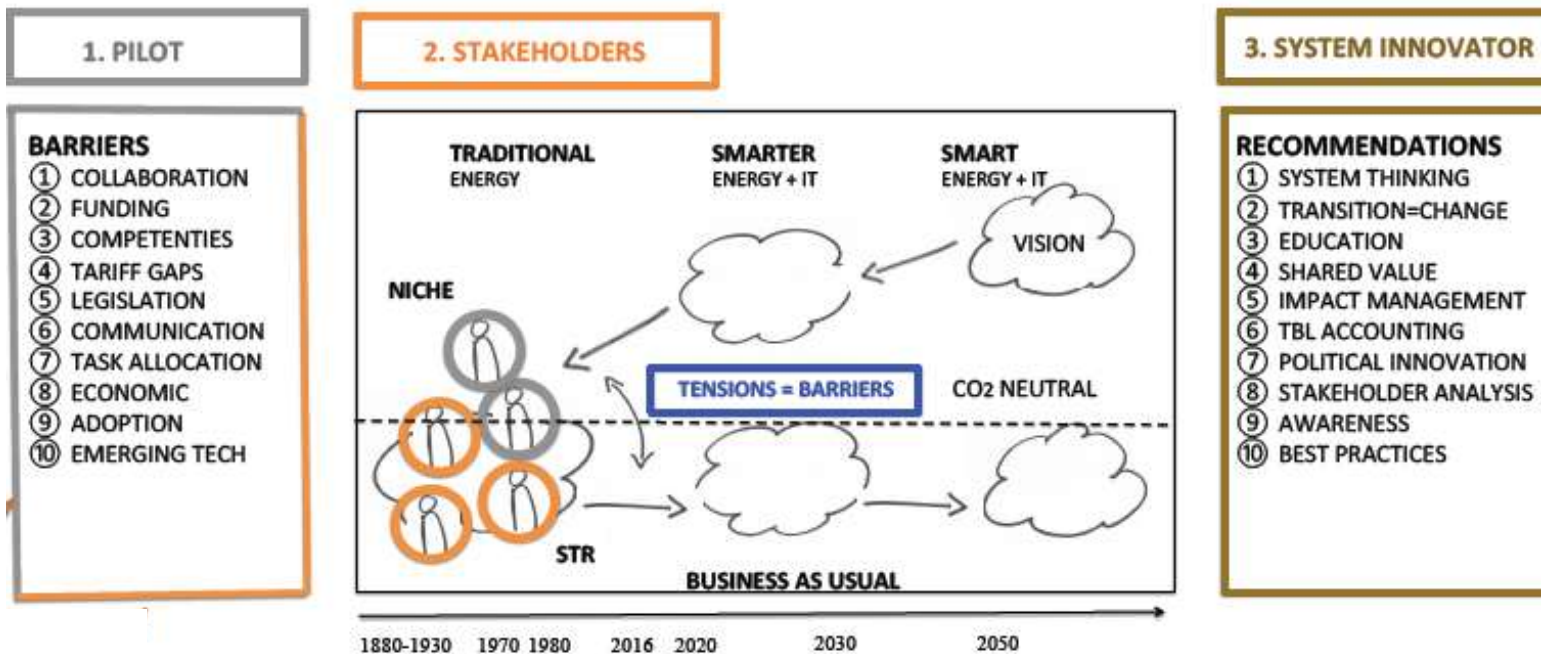 1. PILOT
2. STAKEHOLDERS
3. SYSTEM INNOVATOR
BARRIERS
① COLLABORATION
② FUNDING
③ COMPETENTIES
④ TARIFF GAPS
⑤ LEGISLATION
⑥ COMMUNICATION
⑦ TASK ALLOCATION
⑧ ECONOMIC
⑨ ADOPTION
⑩ EMERGING TECH
TRADITIONAL
ENERGY
SMARTER
ENERGY + IT
SMART
ENERGY + IT
VISION
NICHE
TENSIONS = BARRIERS
CO2 NEUTRAL
STR
BUSINESS AS USUAL
1880-1930 1970 1980 2016 2020 2030 2050
RECOMMENDATIONS
① SYSTEM THINKING
② TRANSITION=CHANGE
③ EDUCATION
④ SHARED VALUE
⑤ IMPACT MANAGEMENT
⑥ TBL ACCOUNTING
⑦ POLITICAL INNOVATION
⑧ STAKEHOLDER ANALYSIS
⑨ AWARENESS
⑩ BEST PRACTICES